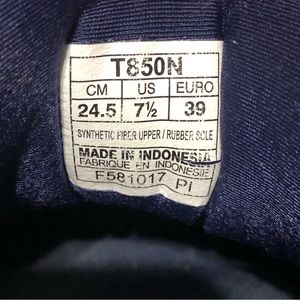 T850N
CM US EURO
24.5 7½ 39
SYNTHETIC FIBER UPPER / RUBBER SOLE
MADE IN INDONESIA
FABRIQUE EN INDONESIE
F581017 PI